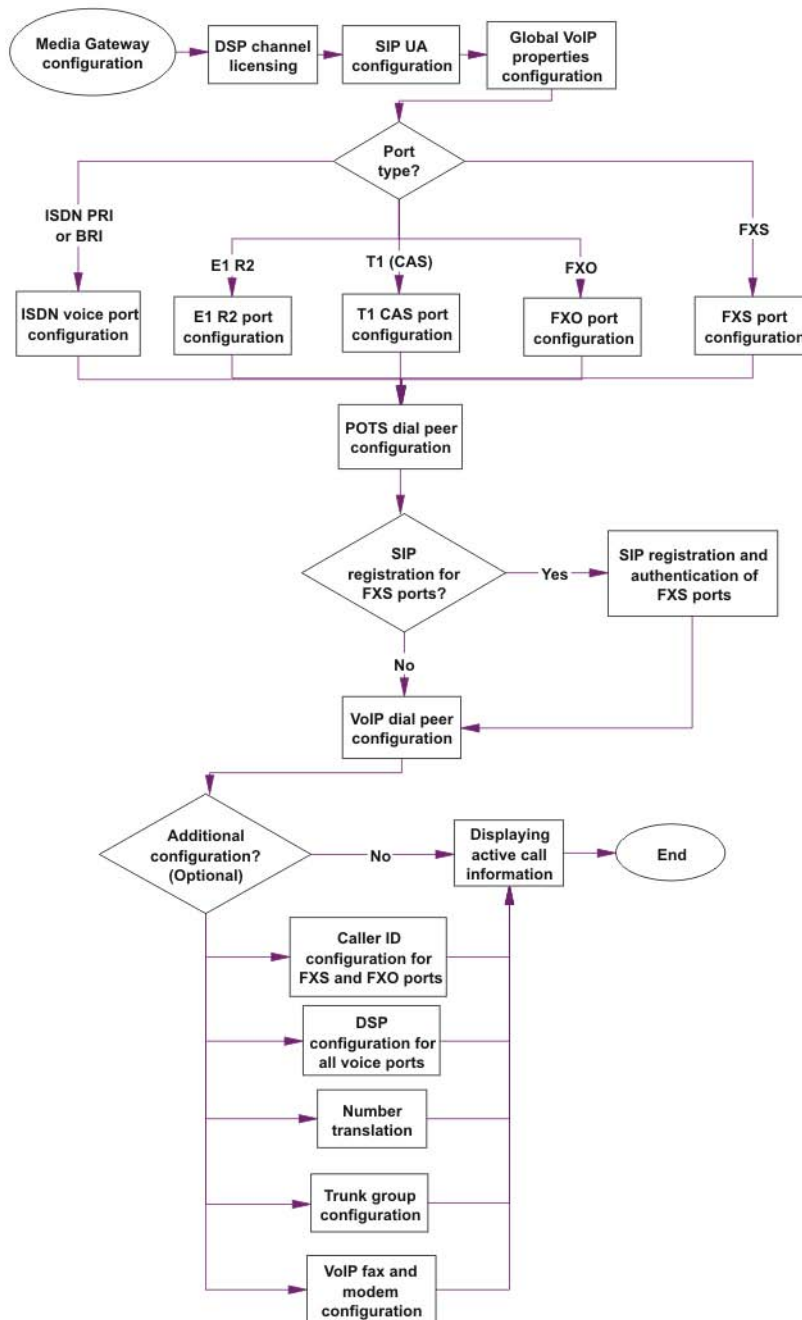 Media Gateway
configuration
DSP channel
licensing
SIP UA
configuration
Global VoIP
properties
configuration
Port
type?
ISDN PRI
or BRI
E1 R2
T1 (CAS)
FXO
FXS
ISDN voice port
configuration
E1 R2 port
configuration
T1 CAS port
configuration
FXO port
configuration
FXS port
configuration
POTS dial peer
configuration
SIP
registration for
FXS ports?
Yes
SIP registration and
authentication of
FXS ports
No
VoIP dial peer
configuration
Additional
configuration?
(Optional)
No
Displaying
active call
information
End
Caller ID
configuration for
FXS and FXO ports
DSP
configuration for
all voice ports
Number
translation
Trunk group
configuration
VoIP fax and
modem
configuration